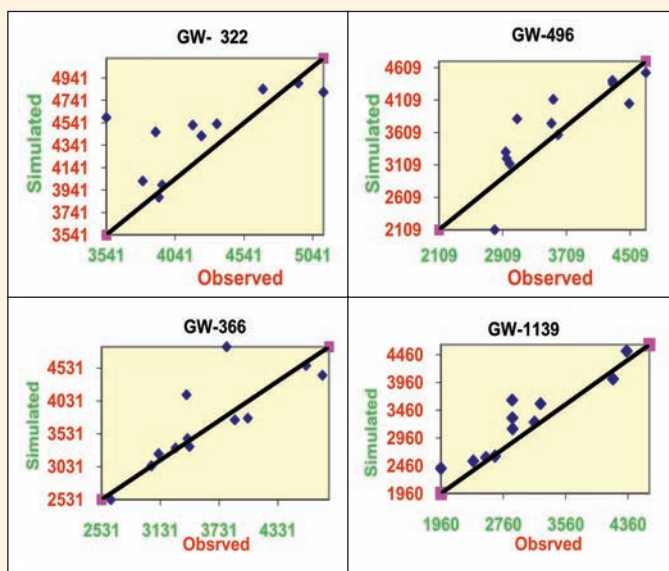 GW- 322
Simulated
4941
4741
4541
4341
4141
3941
3741
3541
3541 4041 4541 5041
Observed
GW-496
Simulated
4609
4109
3609
3109
2609
2109
2109 2909 3709 4509
Observed
GW-366
Simulated
4531
4031
3531
3031
2531
2531 3131 3731 4331
Obsrved
GW-1139
Simulated
4460
3960
3460
2960
2460
1960
1960 2760 3560 4360
Obsrved